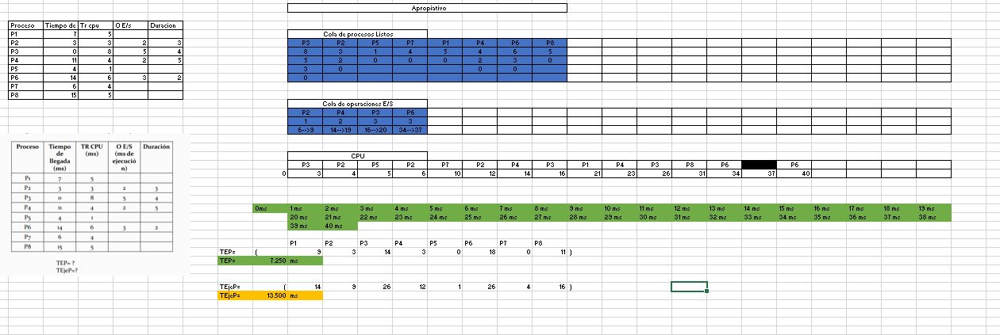 Apropiativo
Proceso Tiempo de Tr cpu O E/s Duracion
P1 7 5
P2 3 3 2 3
P3 0 8 5 4
P4 11 4 2 5
P5 4 1
P6 14 6 3 2
P7 6 4
P8 15 5
Cola de procesos Listos
P3 P2 P5 P7 P1 P4 P6 P8
8 3 1 4 5 4 6 5
5 2 0 0 0 2 3 0
3 0 0 0
0
Cola de operaciones E/S
P2 P4 P3 P6
1 2 3 3
6-->9 14-->19 16-->20 34-->37
Proceso Tiempo de llegada (ms) TR CPU (ms) O E/S (ms de ejecució n) Duración
P1 7 5
P2 3 3 2 3
P3 0 8 5 4
P4 11 4 2 5
P5 4 1
P6 14 6 3 2
P7 6 4
P8 15 5
TEP= ?
TEjeP=?
CPU
P3 P2 P5 P2 P7 P2 P4 P3 P1 P4 P3 P8 P6 P6
0 3 4 5 6 10 12 14 16 21 23 26 31 34 37 40
0ms 1 ms 2 ms 3 ms 4 ms 5 ms 6 ms 7 ms 8 ms 9 ms 10 ms 11 ms 12 ms 13 ms 14 ms 15 ms 16 ms 17 ms 18 ms 19 ms
20 ms 21 ms 22 ms 23 ms 24 ms 25 ms 26 ms 27 ms 28 ms 29 ms 30 ms 31 ms 32 ms 33 ms 34 ms 35 ms 36 ms 37 ms 38 ms
39 ms 40 ms
P1 P2 P3 P4 P5 P6 P7 P8
TEP= ( 9 3 14 3 0 18 0 11 )
TEP= 7.250 ms
TEjeP= ( 14 9 26 12 1 26 4 16 )
TEjeP= 13.500 ms